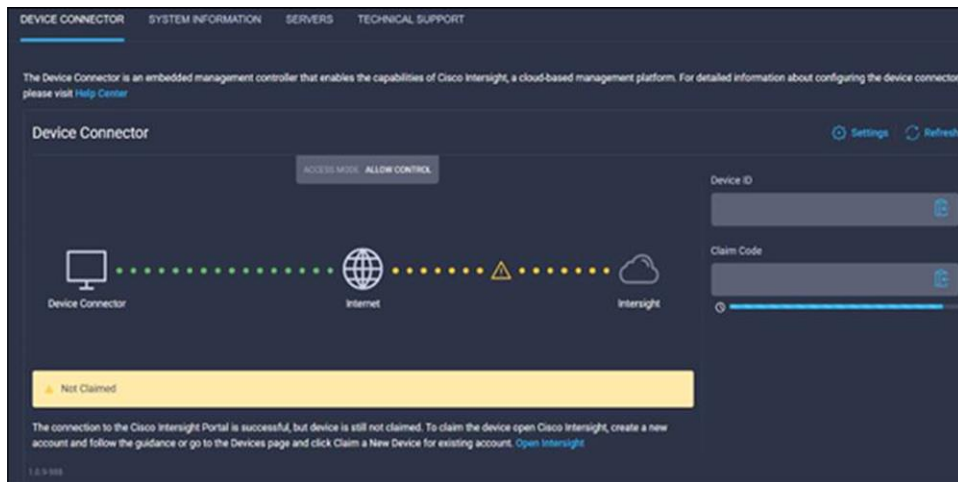 DEVICE CONNECTOR SYSTEM INFORMATION SERVERS TECHNICAL SUPPORT
The Device Connector is an embedded management controller that enables the capabilities of Cisco Intersight, a cloud-based management platform. For detailed information about configuring the device connector
please visit Help Center
Device Connector
Settings Refresh
ACCESS MODE ALLOW CONTROL
Device ID
Claim Code
Device Connector Internet Intersight
Not Claimed
The connection to the Cisco Intersight Portal is successful, but device is still not claimed. To claim the device open Cisco Intersight, create a new
account and follow the guidance or go to the Devices page and click Claim a New Device for existing account. Open Intersight